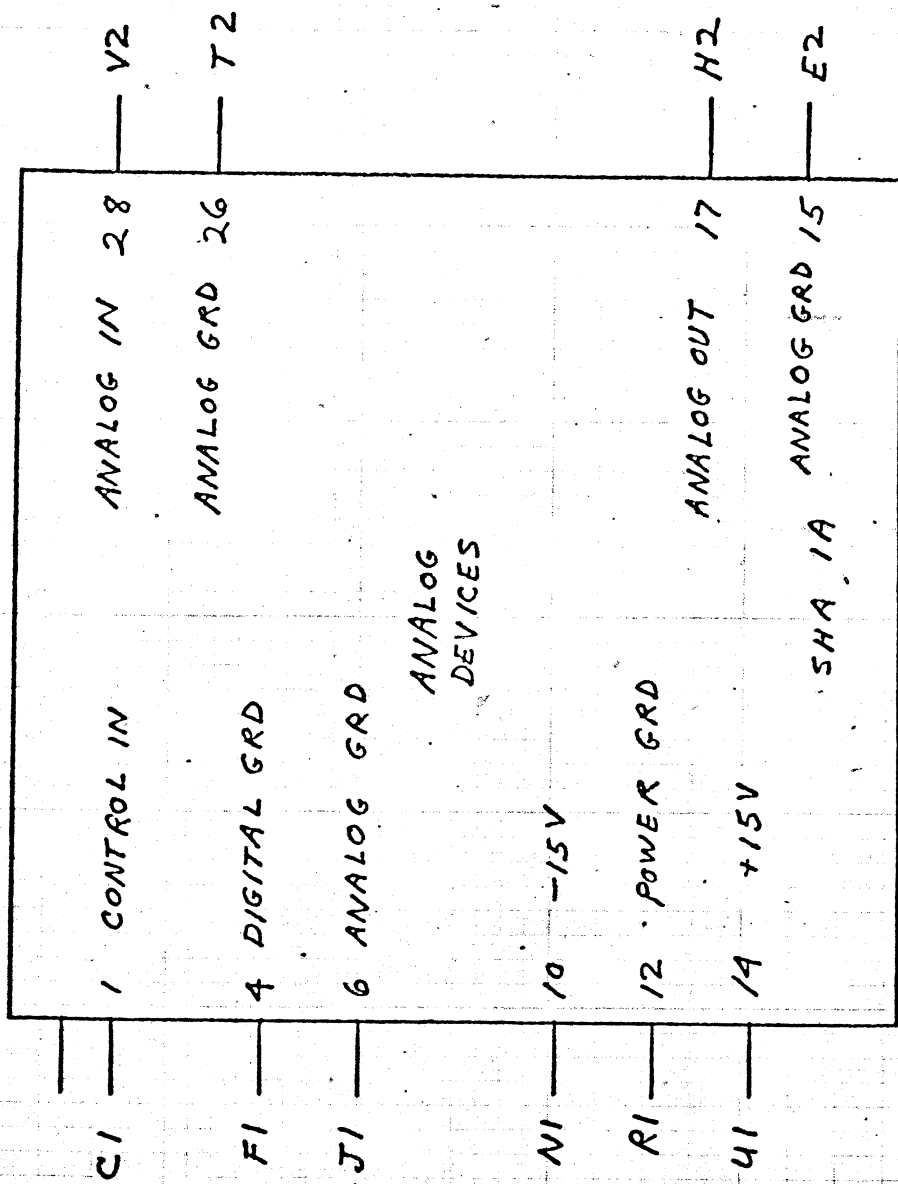 C1 1 CONTROL IN ANALOG IN 28 V2
ANALOG GRD 26 T2
F1 4 DIGITAL GRD
J1 6 ANALOG GRD
ANALOG
DEVICES
N1 10 -15V
R1 12 POWER GRD
ANALOG OUT 17 H2
U1 14 +15V
ANALOG GRD 15 E2
SHA 1A